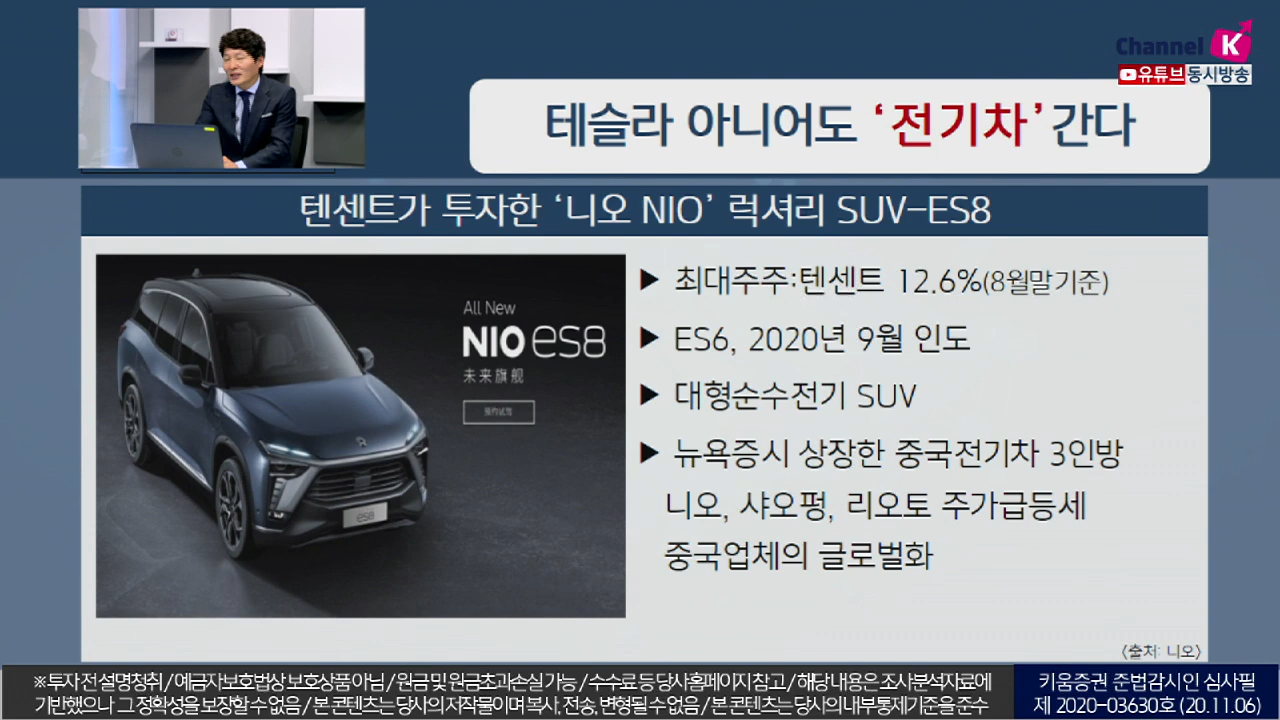 Channel K
유튜브 동시방송
테슬라 아니어도 ‘전기차’ 간다
텐센트가 투자한 ‘니오 NIO’ 럭셔리 SUV-ES8
All New
NIO es8
未来旗舰
预约试驾
es8
▶ 최대주주:텐센트 12.6%(8월말기준)
▶ ES6, 2020년 9월 인도
▶ 대형순수전기 SUV
▶ 뉴욕증시 상장한 중국전기차 3인방
니오, 샤오펑, 리오토 주가급등세
중국업체의 글로벌화
〈출처: 니오〉
※ 투자 전 설명청취 / 예금자보호법상 보호상품 아님 / 원금 및 원금초과손실 가능 / 수수료 등 당사홈페이지 참고 / 해당 내용은 조사분석자료에
기반했으나 그 정확성을 보장할 수 없음 / 본 콘텐츠는 당사의 저작물이며 복사, 전송, 변형될 수 없음 / 본 콘텐츠는 당사의 내부통제기준을 준수
키움증권 준법감시인 심사필
제 2020-03630호 (20.11.06)